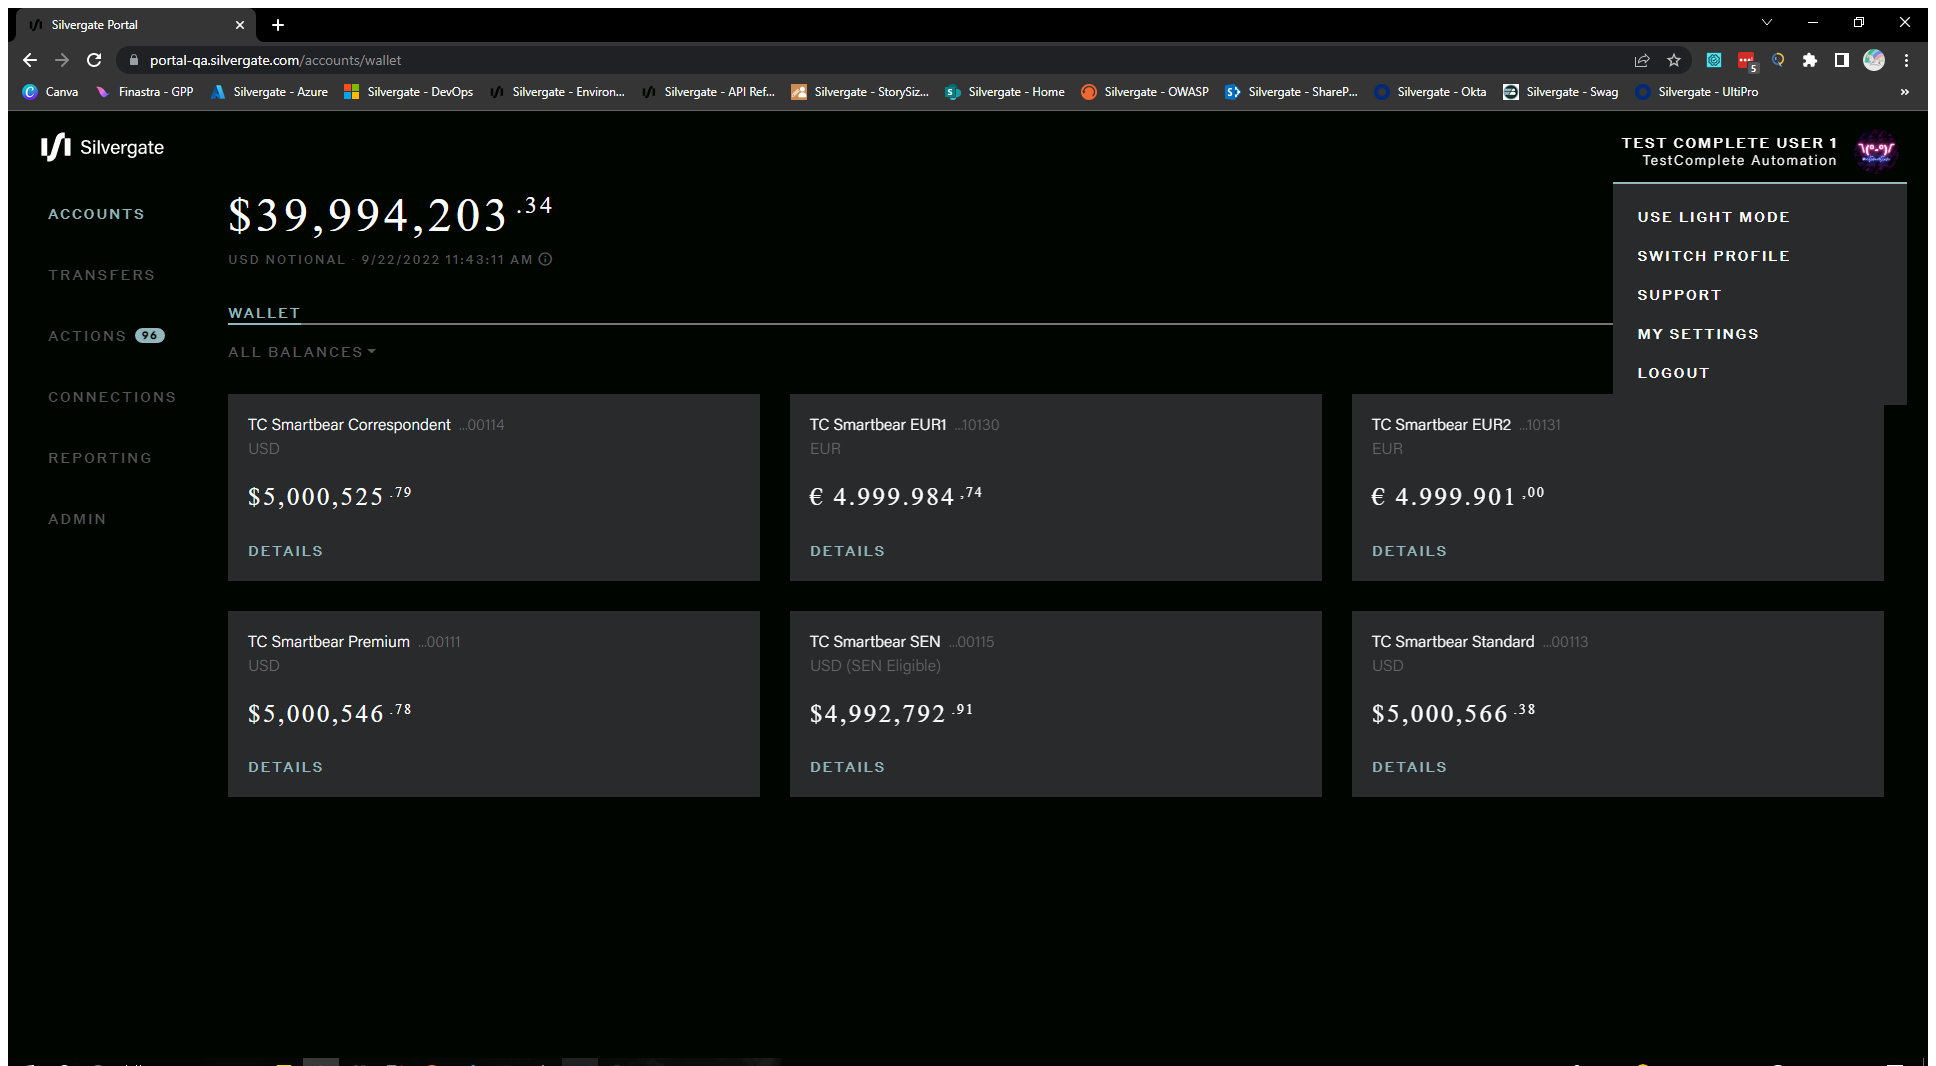 Silvergate Portal
portal-qa.silvergate.com/accounts/wallet
5
Canva Finastra - GPP Silvergate - Azure Silvergate - DevOps Silvergate - Environ... Silvergate - API Ref... Silvergate - StorySiz... Silvergate - Home Silvergate - OWASP Silvergate - ShareP... Silvergate - Okta Silvergate - Swag Silvergate - UltiPro »
Silvergate
TEST COMPLETE USER 1
TestComplete Automation
USE LIGHT MODE
SWITCH PROFILE
SUPPORT
MY SETTINGS
LOGOUT
ACCOUNTS
TRANSFERS
ACTIONS 96
CONNECTIONS
REPORTING
ADMIN
$39,994,203.34
USD NOTIONAL · 9/22/2022 11:43:11 AM
WALLET
ALL BALANCES
TC Smartbear Correspondent ...00114
USD
$5,000,525.79
DETAILS
TC Smartbear EUR1 ...10130
EUR
€ 4.999.984,74
DETAILS
TC Smartbear EUR2 ...10131
EUR
€ 4.999.901,00
DETAILS
TC Smartbear Premium ...00111
USD
$5,000,546.78
DETAILS
TC Smartbear SEN ...00115
USD (SEN Eligible)
$4,992,792.91
DETAILS
TC Smartbear Standard ...00113
USD
$5,000,566.38
DETAILS